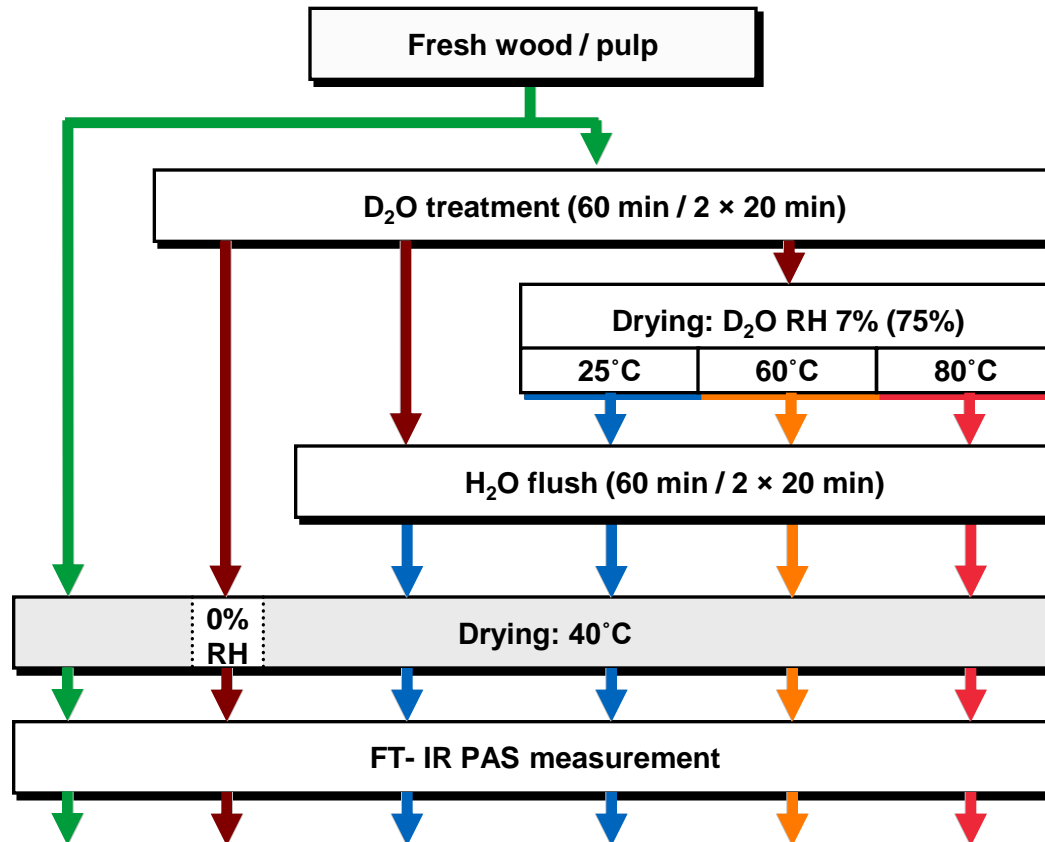 Fresh wood / pulp
D₂O treatment (60 min / 2 × 20 min)
Drying: D₂O RH 7% (75%)
25˚C 60˚C 80˚C
H₂O flush (60 min / 2 × 20 min)
0%
RH
Drying: 40˚C
FT- IR PAS measurement